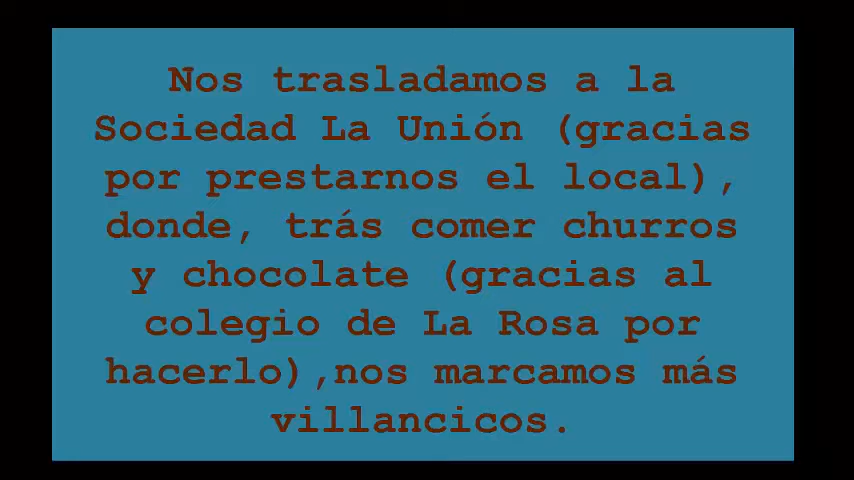 Nos trasladamos a la
Sociedad La Unión (gracias
por prestarnos el local),
donde, trás comer churros
y chocolate (gracias al
colegio de La Rosa por
hacerlo),nos marcamos más
villancicos.